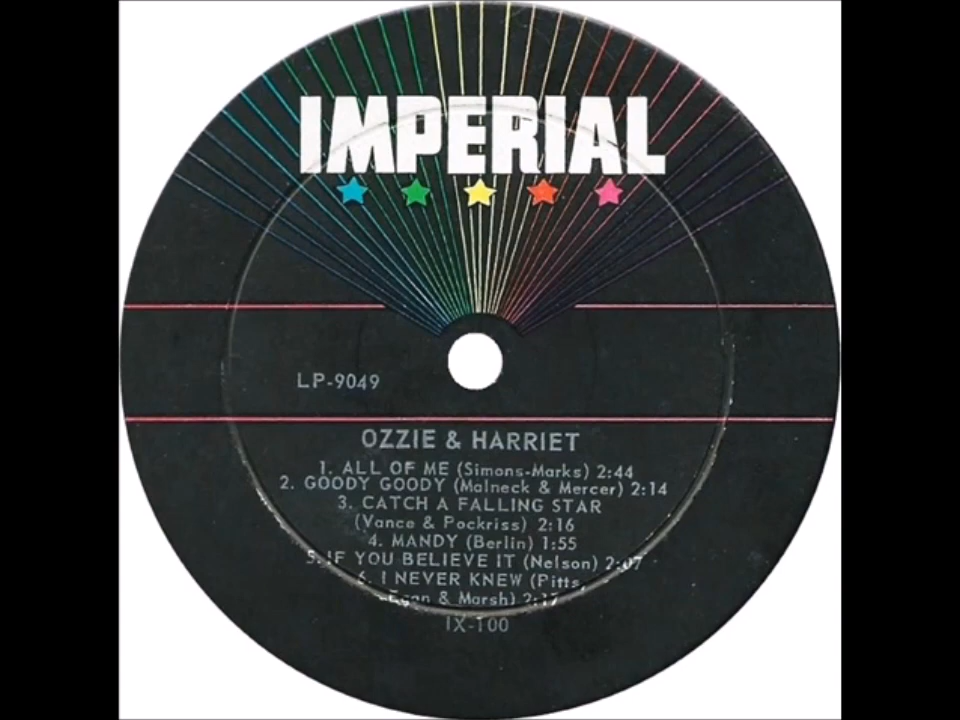 IMPERIAL
LP-9049
OZZIE & HARRIET
1. ALL OF ME (Simons-Marks) 2:44
2. GOODY GOODY (Malneck & Mercer) 2:14
3. CATCH A FALLING STAR
(Vance & Pockriss) 2:16
4. MANDY (Berlin) 1:55
5. IF YOU BELIEVE IT (Nelson) 2:07
6. I NEVER KNEW (Pitts,
Egan & Marsh) 2:17
IX-100